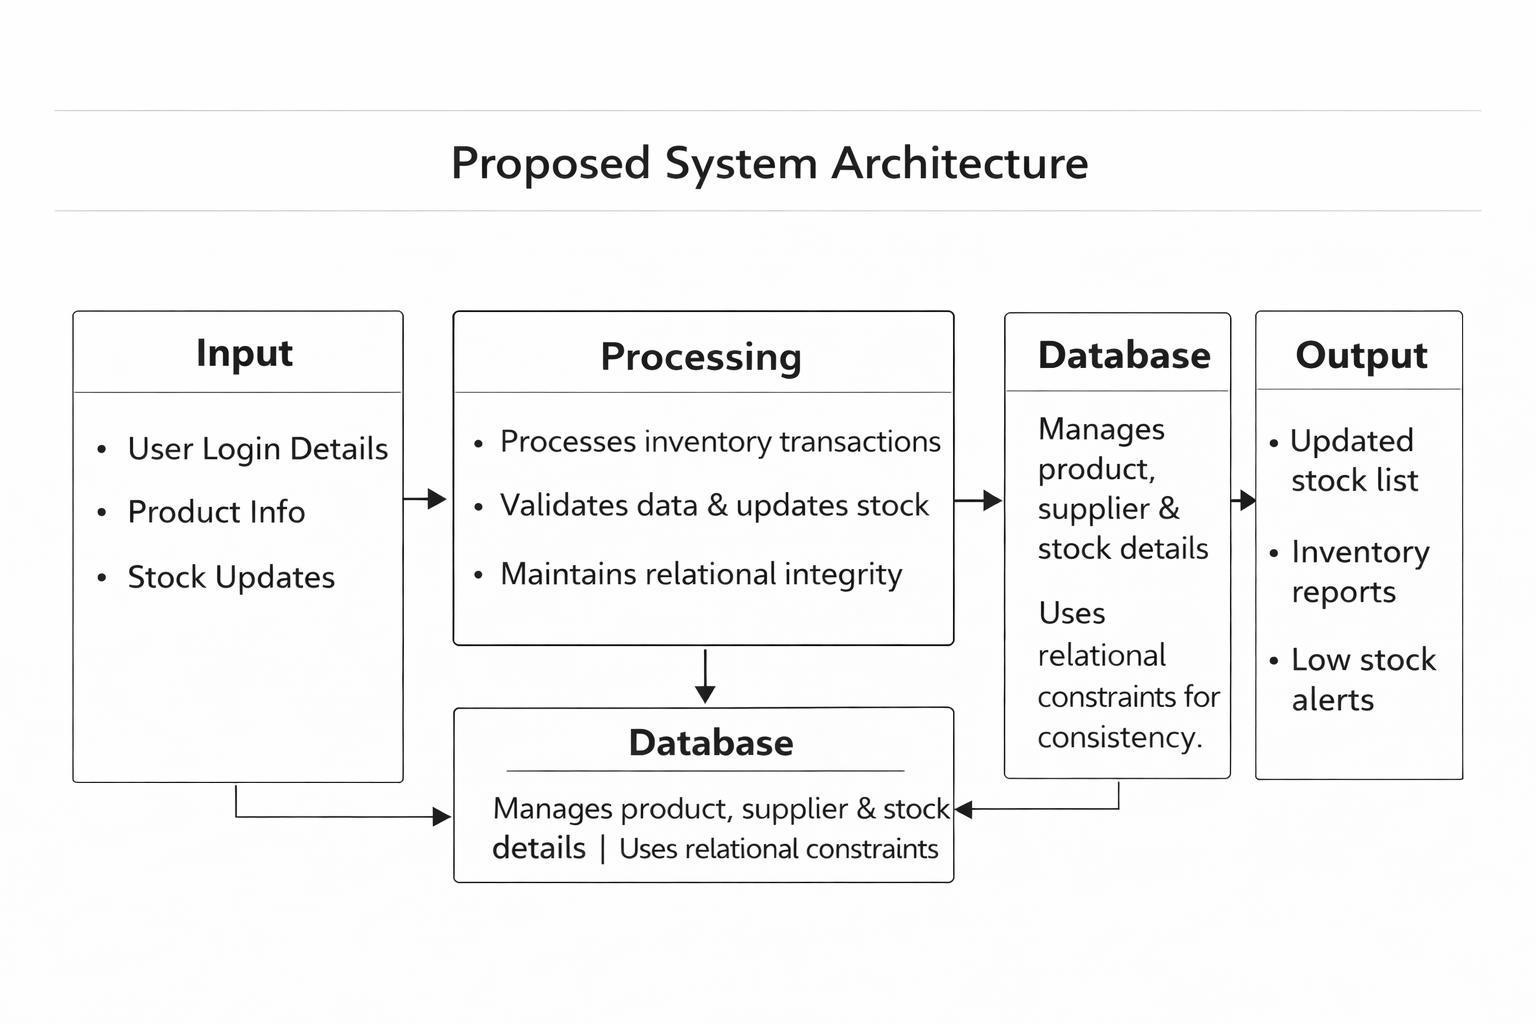 Proposed System Architecture
Input
• User Login Details
• Product Info
• Stock Updates
Processing
• Processes inventory transactions
• Validates data & updates stock
• Maintains relational integrity
Database
Manages
product,
supplier &
stock details
Uses
relational
constraints for
consistency.
Output
• Updated
stock list
• Inventory
reports
• Low stock
alerts
Database
Manages product, supplier & stock
details | Uses relational constraints